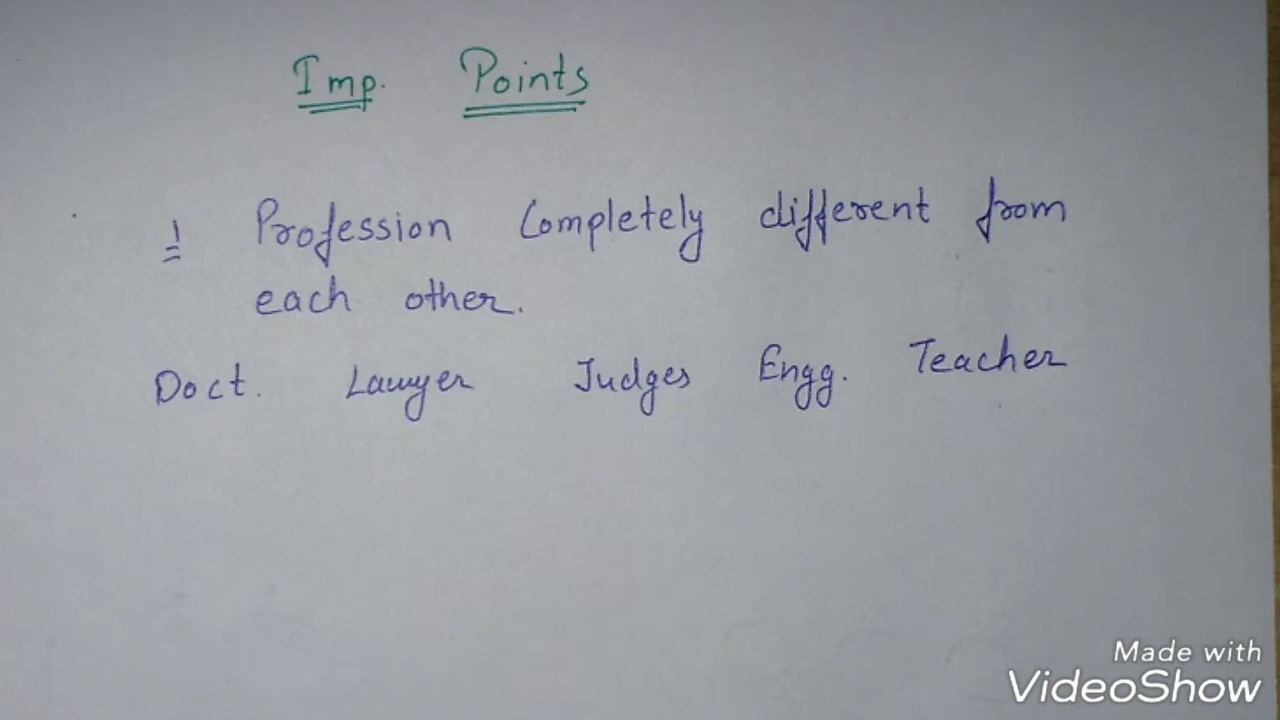 Imp. Points
1 Profession Completely different from
each other.
Doct. Lawyer Judges Engg. Teacher
Made with
VideoShow